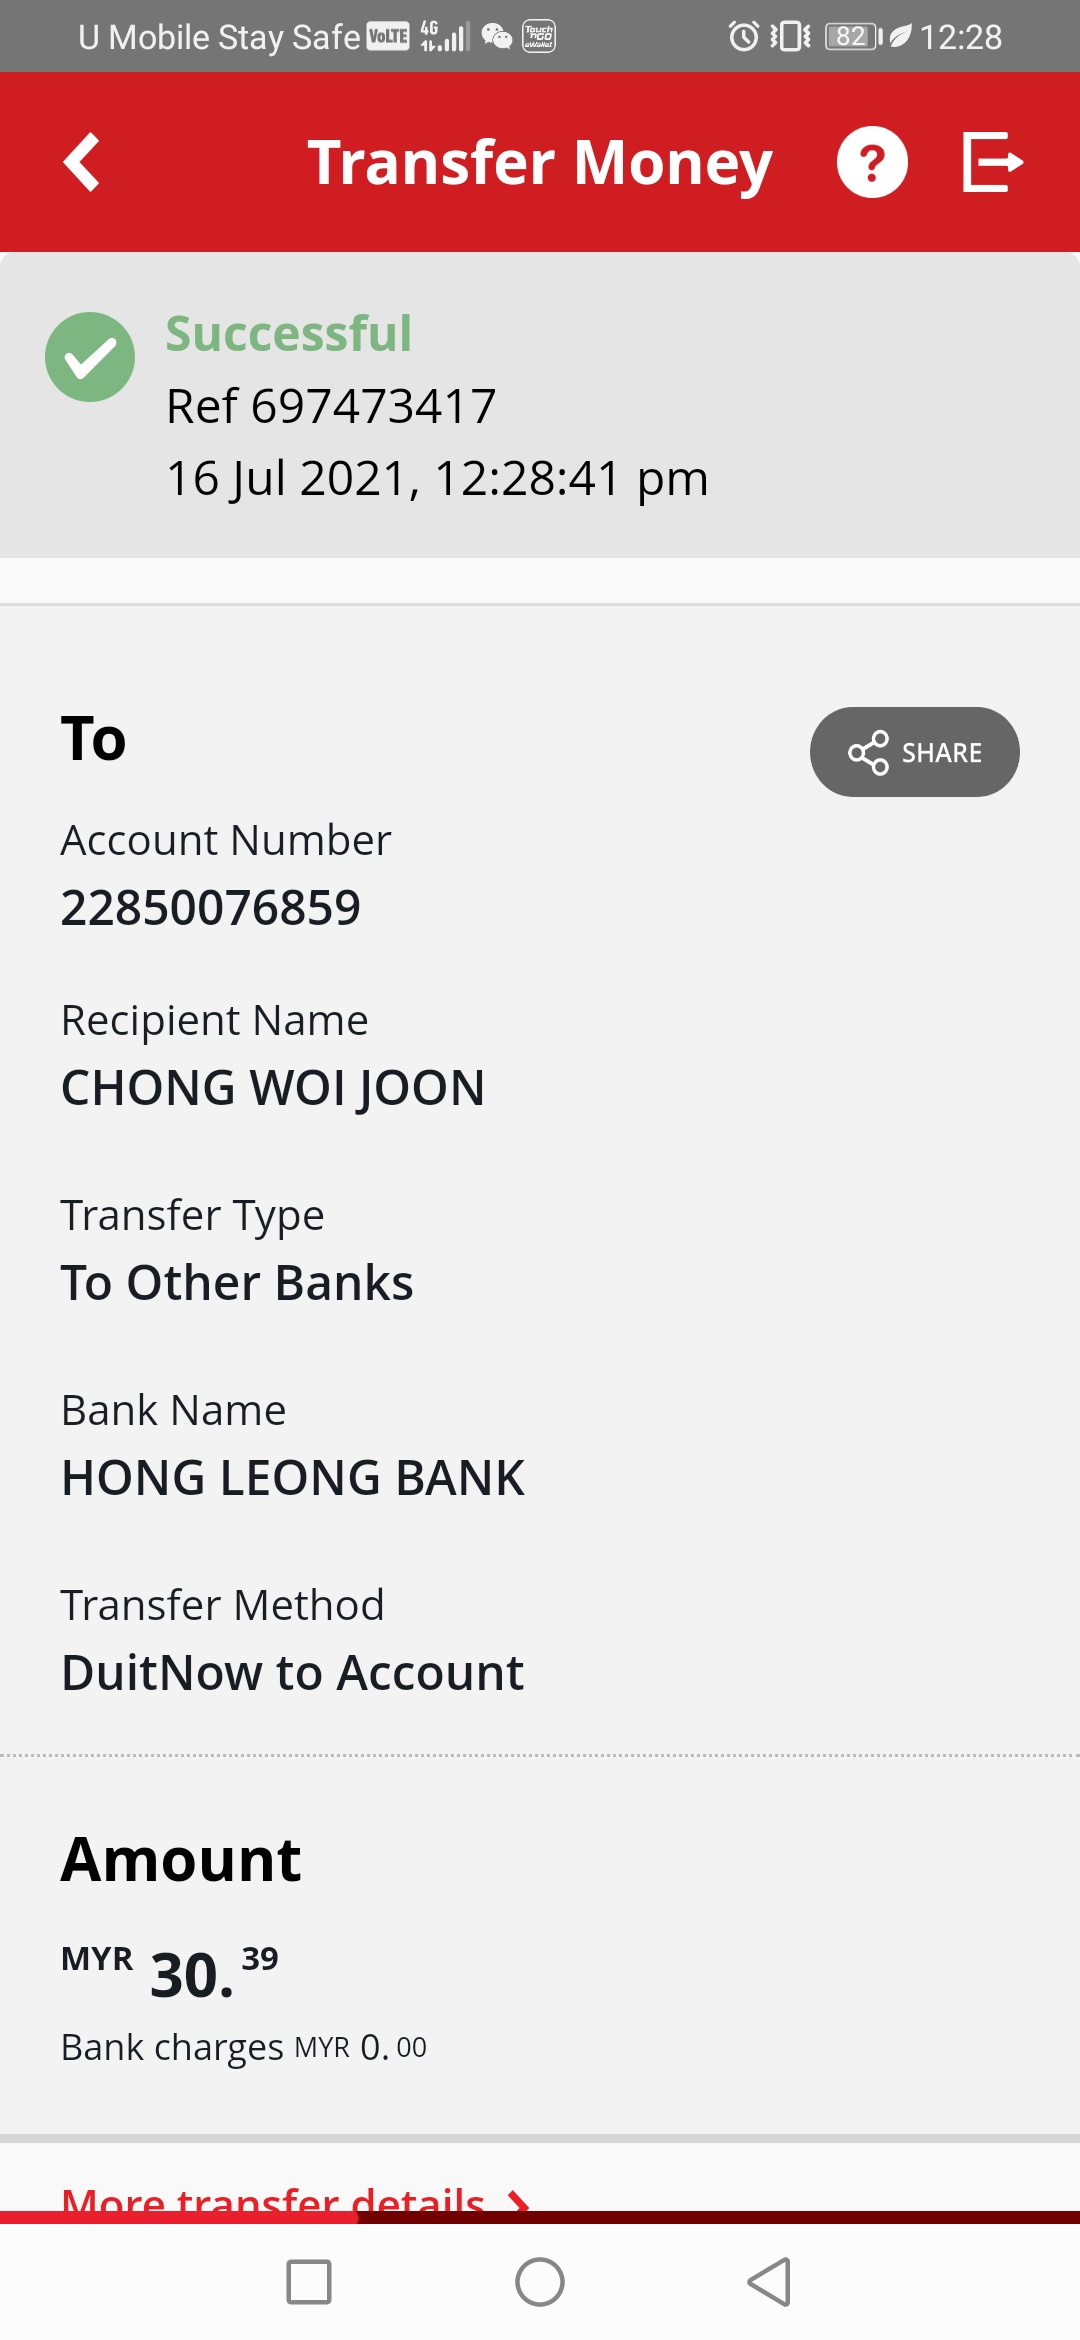 U Mobile Stay Safe VoLTE 4G Touch 'n GO eWallet 82 12:28
Transfer Money ?
Successful
Ref 697473417
16 Jul 2021, 12:28:41 pm
To
SHARE
Account Number
22850076859
Recipient Name
CHONG WOI JOON
Transfer Type
To Other Banks
Bank Name
HONG LEONG BANK
Transfer Method
DuitNow to Account
Amount
MYR 30.39
Bank charges MYR 0.00
More transfer details